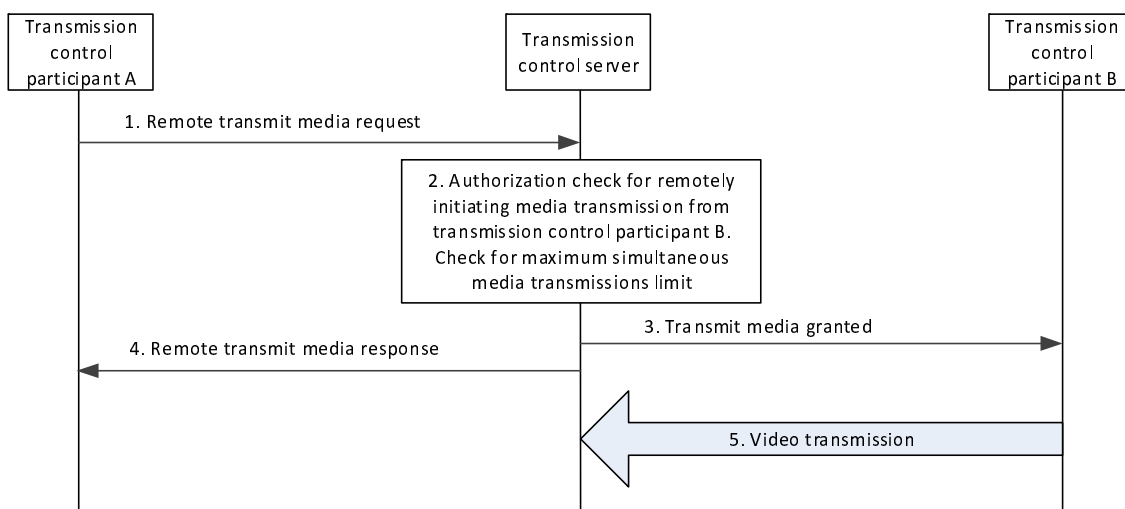 Transmission
control
participant A
Transmission
control server
Transmission
control
participant B
1. Remote transmit media request
2. Authorization check for remotely
initiating media transmission from
transmission control participant B.
Check for maximum simultaneous
media transmissions limit
3. Transmit media granted
4. Remote transmit media response
5. Video transmission